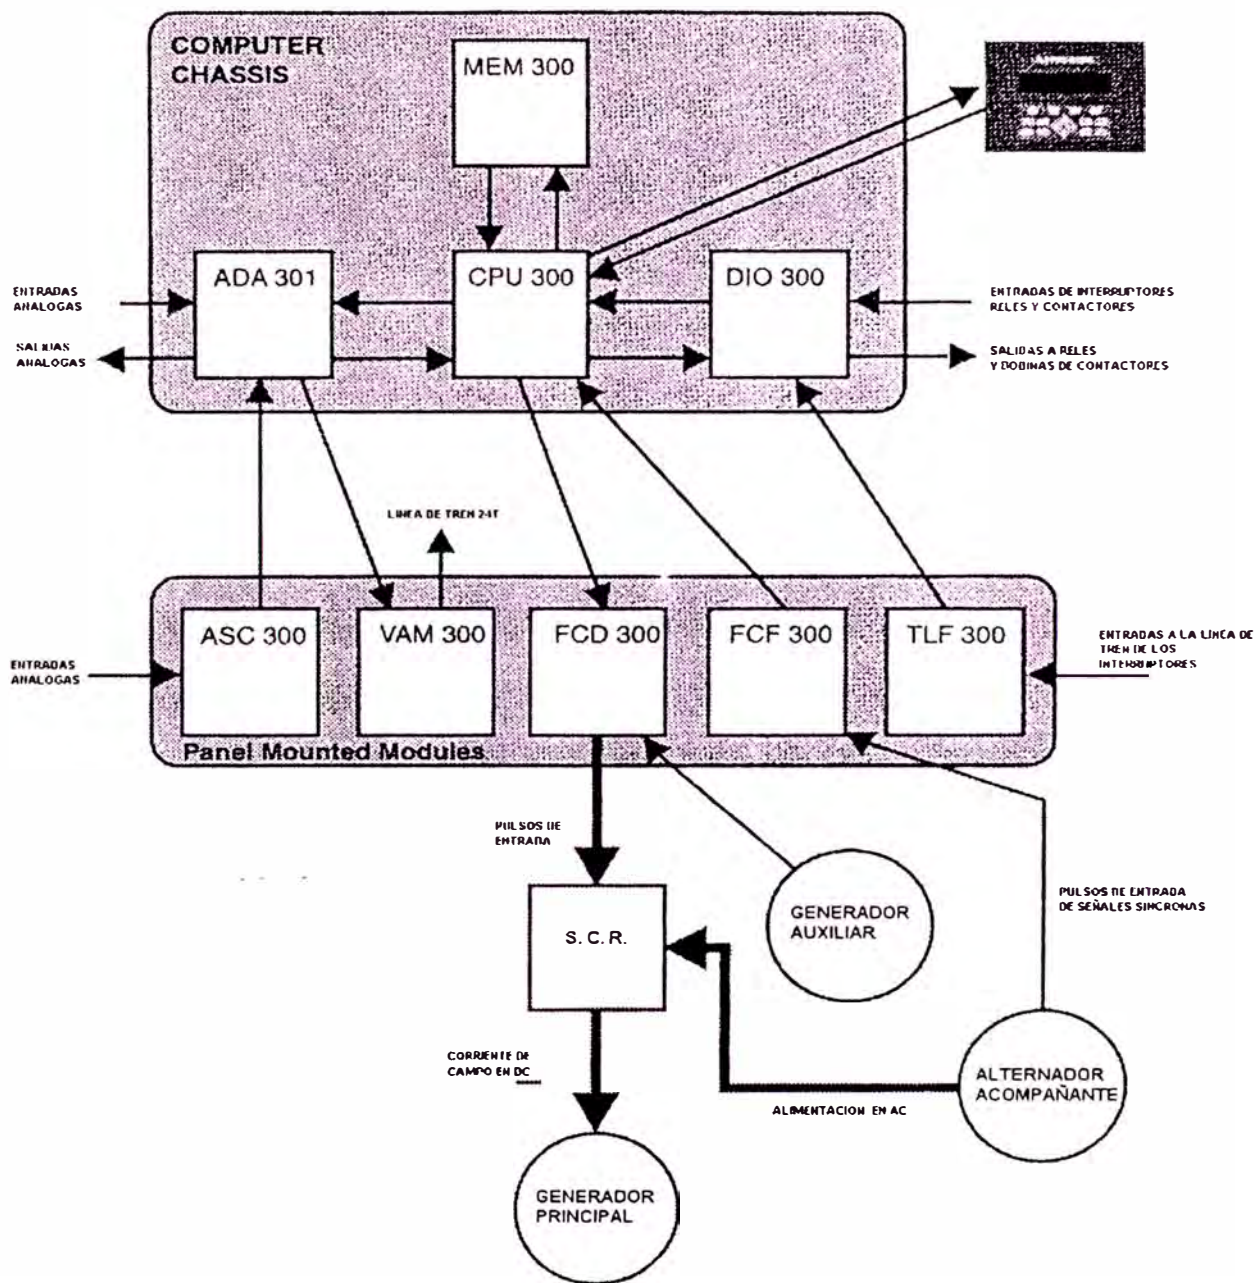 COMPUTER
CHASSIS
MEM 300
ADA 301
CPU 300
DIO 300
ENTRADAS
ANALOGAS
ENTRADAS DE INTERRUPTORES
RELES Y CONTACTORES
SALIDAS
ANALOGAS
SALIDAS A RELES
Y BOBINAS DE CONTACTORES
LINEA DE TREN 24T
ASC 300
VAM 300
FCD 300
FCF 300
TLF 300
ENTRADAS
ANALOGAS
ENTRADAS A LA LINEA DE
TREN DE LOS
INTERRUPTORES
Panel Mounted Modules
PULSOS DE
ENTRADA
S. C. R.
GENERADOR
AUXILIAR
PULSOS DE ENTRADA
DE SEÑALES SINCRONAS
CORRIENTE DE
CAMPO EN DC
ALTERNADOR
ACOMPAÑANTE
ALIMENTACION EN AC
GENERADOR
PRINCIPAL